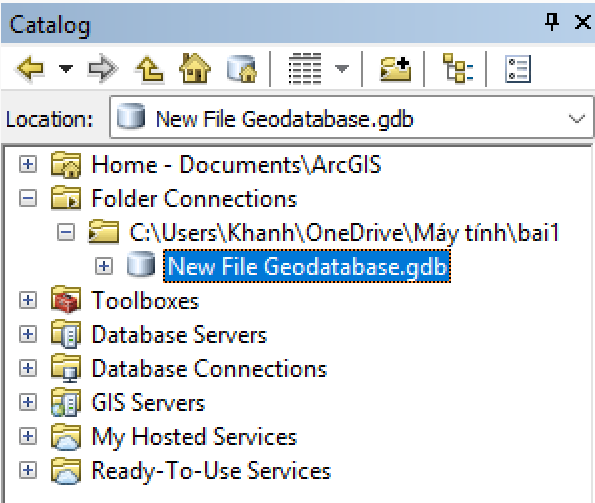 Catalog
Location: New File Geodatabase.gdb
Home - Documents\ArcGIS
Folder Connections
C:\Users\Khanh\OneDrive\Máy tính\bai1
New File Geodatabase.gdb
Toolboxes
Database Servers
Database Connections
GIS Servers
My Hosted Services
Ready-To-Use Services